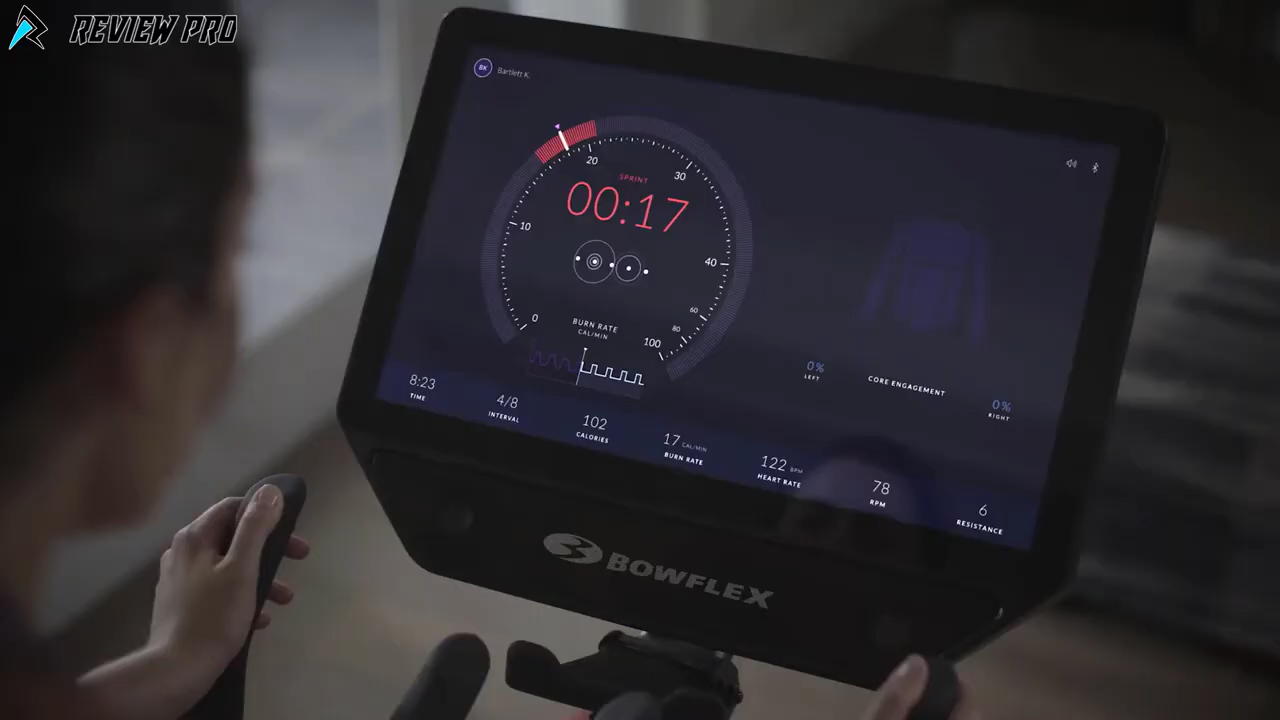 REVIEW PRO
BK Bartlett K.
SPRINT
00:17
0 10 20 30 40 60 80 100
BURN RATE
CAL/MIN
0%
LEFT
CORE ENGAGEMENT
0%
RIGHT
8:23
TIME
4/8
INTERVAL
102
CALORIES
17 CAL/MIN
BURN RATE
122 BPM
HEART RATE
78
RPM
6
RESISTANCE
BOWFLEX